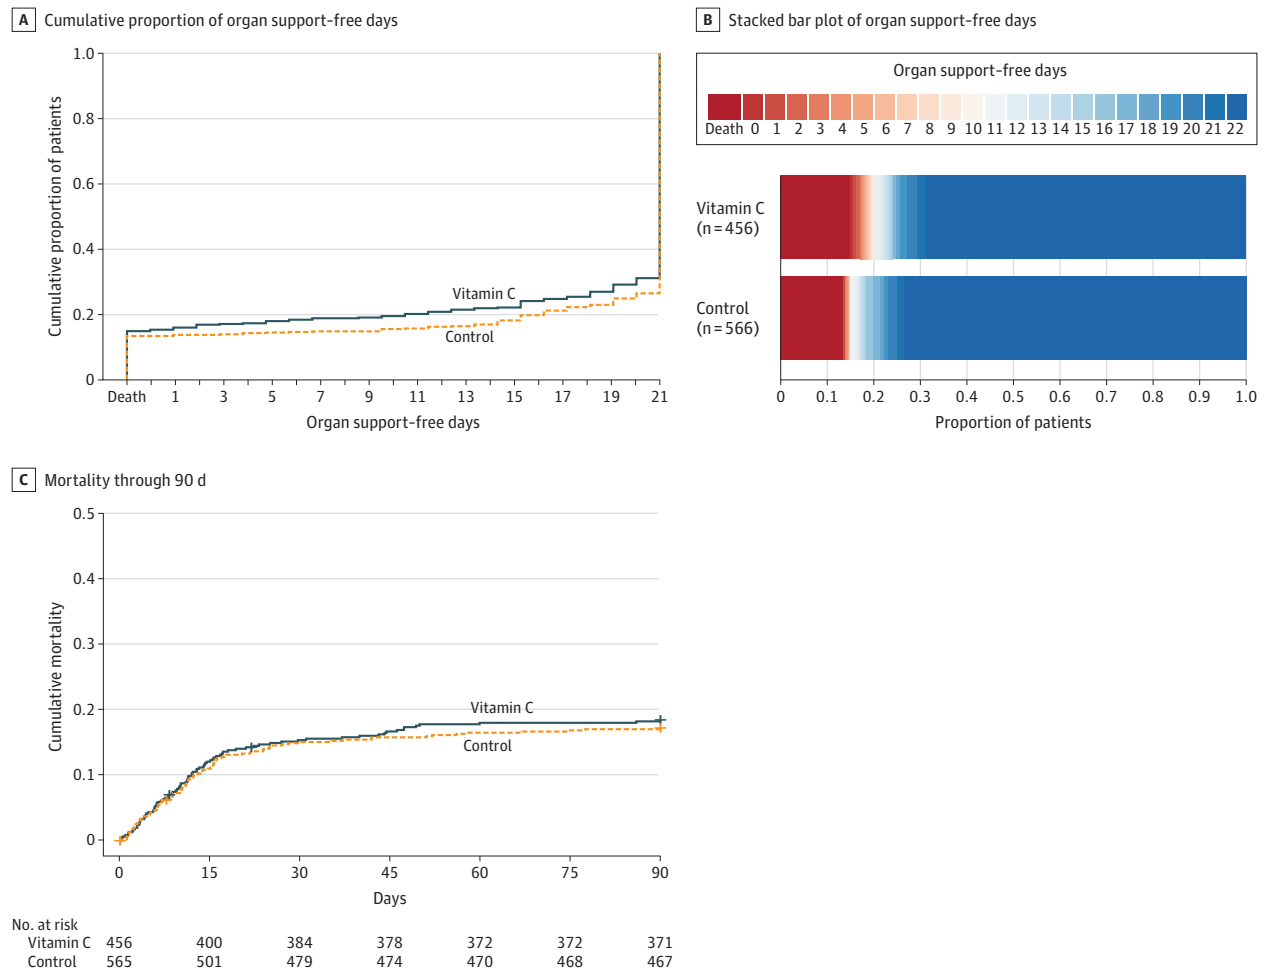 A Cumulative proportion of organ support-free days
1.0
0.8
0.6
0.4
0.2
0
Cumulative proportion of patients
Vitamin C
Control
Death 1 3 5 7 9 11 13 15 17 19 21
Organ support-free days
B Stacked bar plot of organ support-free days
Organ support-free days
Death 0 1 2 3 4 5 6 7 8 9 10 11 12 13 14 15 16 17 18 19 20 21 22
Vitamin C
(n = 456)
Control
(n = 566)
0 0.1 0.2 0.3 0.4 0.5 0.6 0.7 0.8 0.9 1.0
Proportion of patients
C Mortality through 90 d
0.5
0.4
0.3
0.2
0.1
0
Cumulative mortality
Vitamin C
Control
0 15 30 45 60 75 90
Days
No. at risk
Vitamin C 456 400 384 378 372 372 371
Control 565 501 479 474 470 468 467